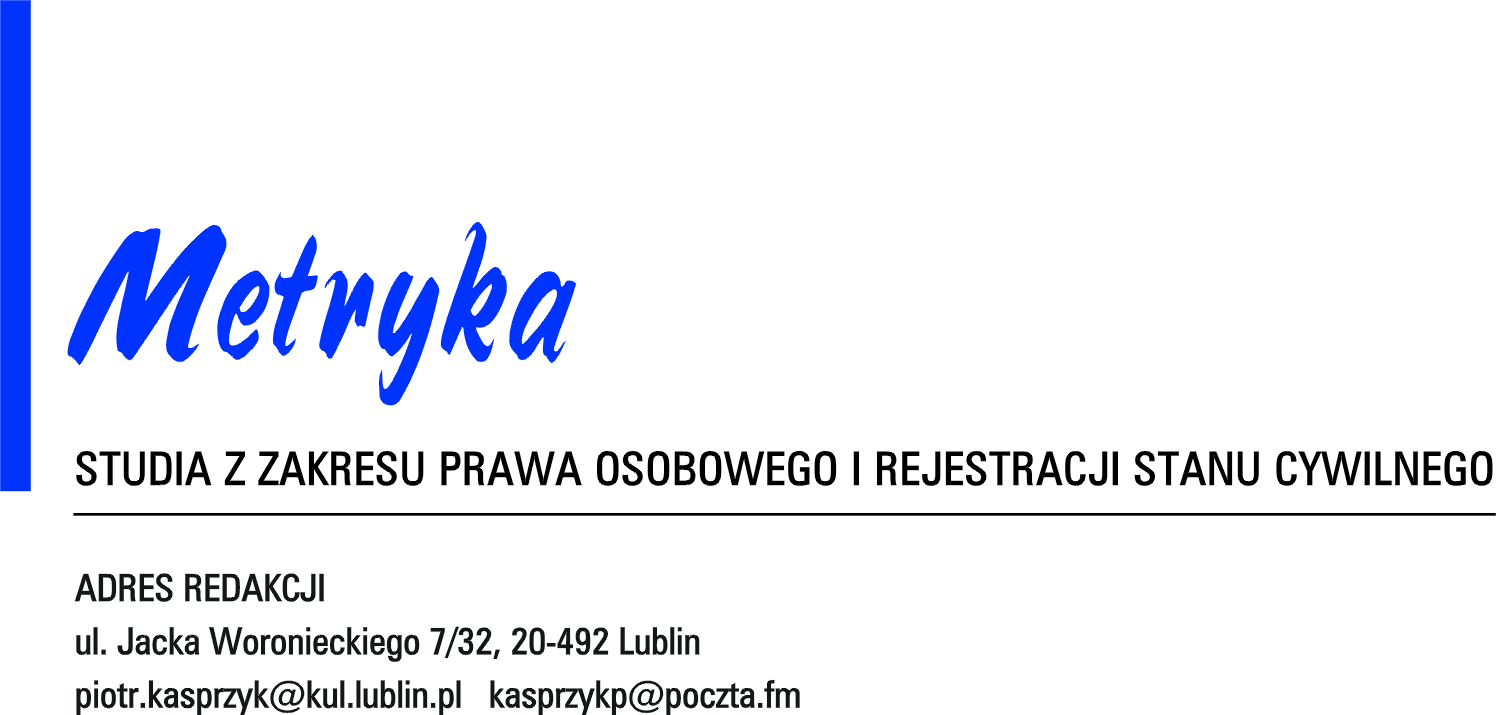 Metryka
STUDIA Z ZAKRESU PRAWA OSOBOWEGO I REJESTRACJI STANU CYWILNEGO
ADRES REDAKCJI
ul. Jacka Woronieckiego 7/32, 20-492 Lublin
piotr.kasprzyk@kul.lublin.pl kasprzykp@poczta.fm